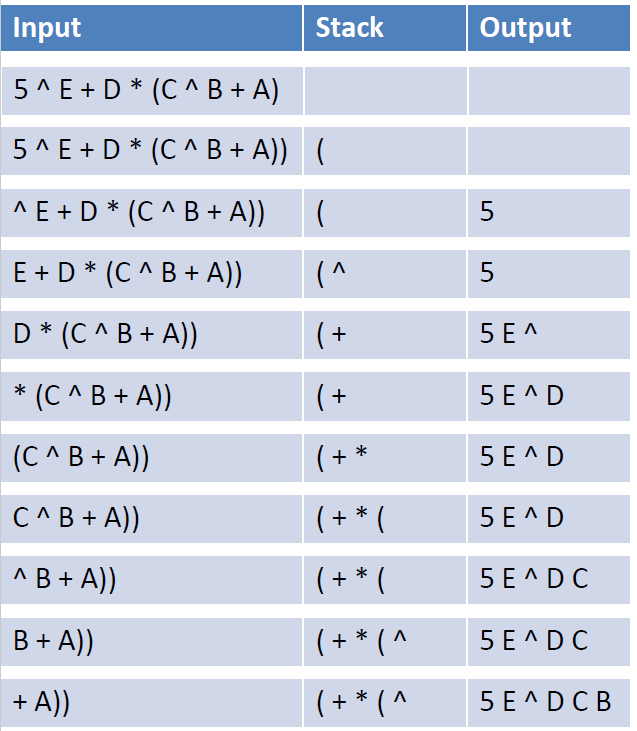 Input Stack Output
5 ^ E + D * (C ^ B + A)
5 ^ E + D * (C ^ B + A)) (
^ E + D * (C ^ B + A)) ( 5
E + D * (C ^ B + A)) ( ^ 5
D * (C ^ B + A)) ( + 5 E ^
* (C ^ B + A)) ( + 5 E ^ D
(C ^ B + A)) ( + * 5 E ^ D
C ^ B + A)) ( + * ( 5 E ^ D
^ B + A)) ( + * ( 5 E ^ D C
B + A)) ( + * ( ^ 5 E ^ D C
+ A)) ( + * ( ^ 5 E ^ D C B